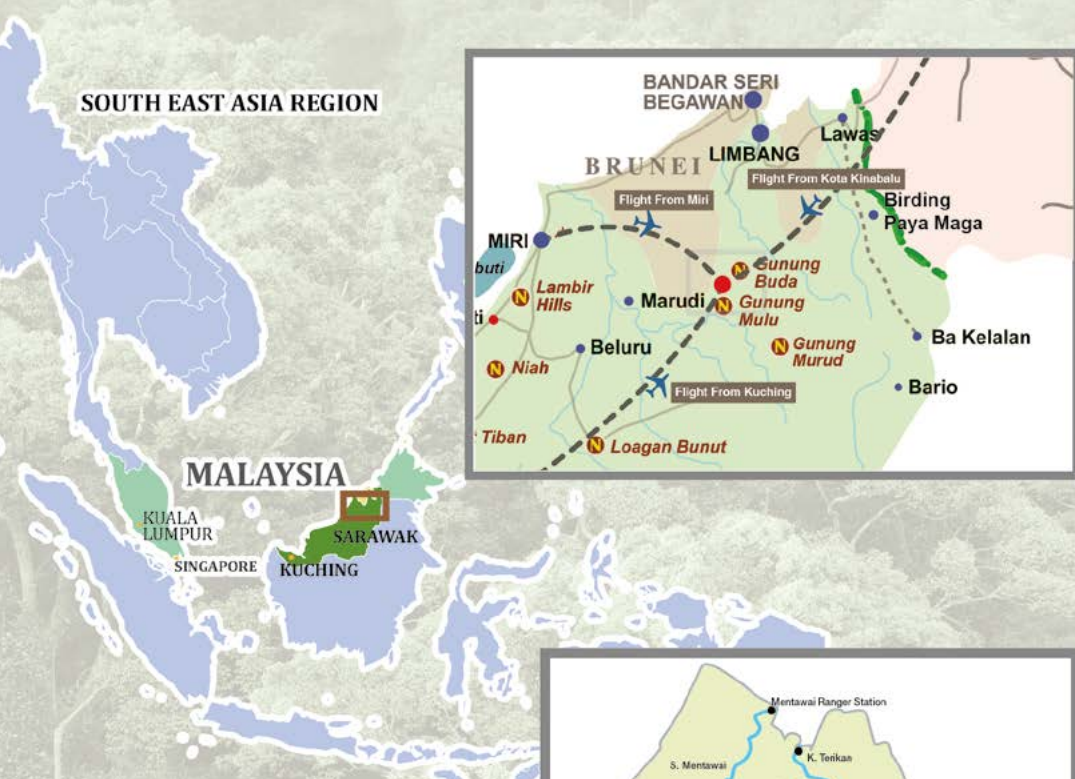 SOUTH EAST ASIA REGION
MALAYSIA
KUALA
LUMPUR
SINGAPORE
KUCHING
SARAWAK
BANDAR SERI
BEGAWAN
LIMBANG
Lawas
BRUNEI
Flight From Kota Kinabalu
Flight From Miri
Birding
Paya Maga
MIRI
buti
Gunung
Buda
Lambir
Hills
N
N
Marudi
N
Gunung
Mulu
ti
Beluru
N
Gunung
Murud
Ba Kelalan
N
Niah
Flight From Kuching
Bario
Tiban
N
Loagan Bunut
Mentawai Ranger Station
K. Terikan
S. Mentawai